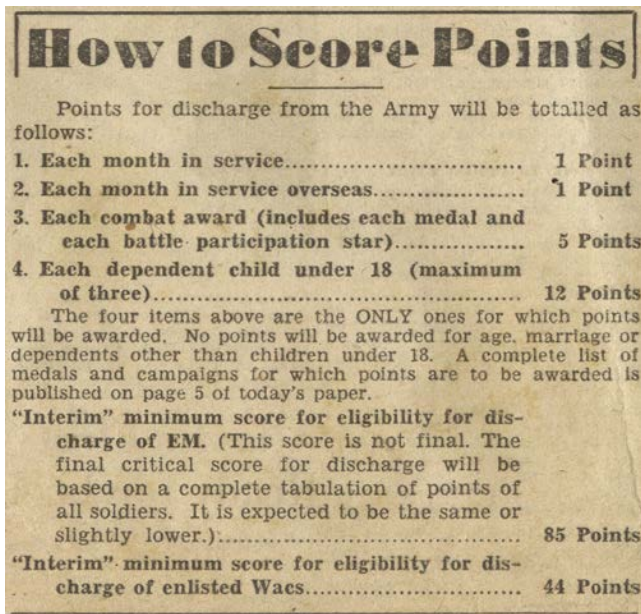 How to Score Points
Points for discharge from the Army will be totalled as
follows:
1. Each month in service.............................. 1 Point
2. Each month in service overseas................... 1 Point
3. Each combat award (includes each medal and
each battle participation star)................. 5 Points
4. Each dependent child under 18 (maximum
of three)................................................ 12 Points
The four items above are the ONLY ones for which points
will be awarded. No points will be awarded for age, marriage or
dependents other than children under 18. A complete list of
medals and campaigns for which points are to be awarded is
published on page 5 of today's paper.
"Interim" minimum score for eligibility for dis-
charge of EM. (This score is not final. The
final critical score for discharge will be
based on a complete tabulation of points of
all soldiers. It is expected to be the same or
slightly lower.)....................................... 85 Points
"Interim" minimum score for eligibility for dis-
charge of enlisted Wacs............................ 44 Points